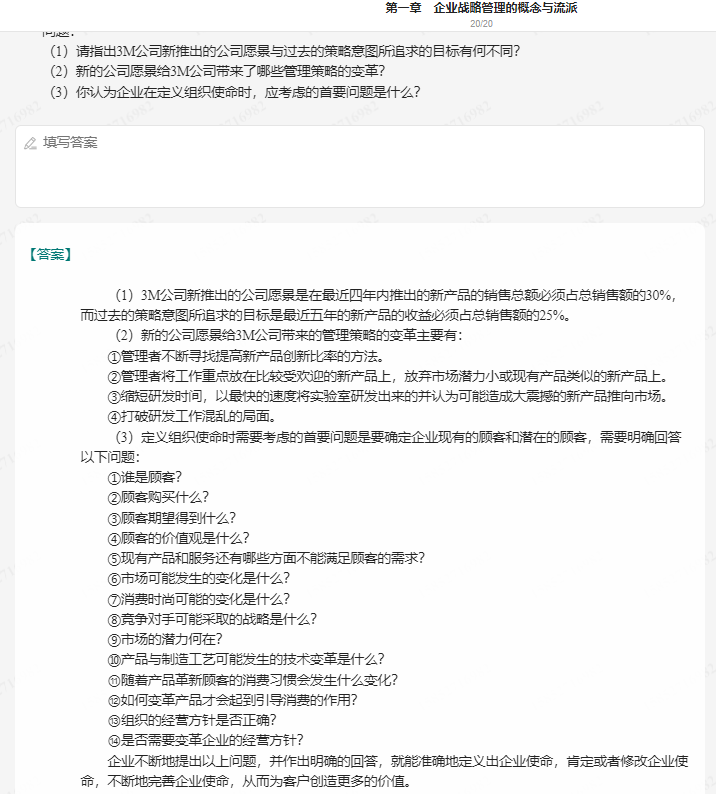 第一章 企业战略管理的概念与流派
20/20
问题：
（1）请指出3M公司新推出的公司愿景与过去的策略意图所追求的目标有何不同？
（2）新的公司愿景给3M公司带来了哪些管理策略的变革？
（3）你认为企业在定义组织使命时，应考虑的首要问题是什么？
填写答案
【答案】
（1）3M公司新推出的公司愿景是在最近四年内推出的新产品的销售总额必须占总销售额的30%，
而过去的策略意图所追求的目标是最近五年的新产品的收益必须占总销售额的25%。
（2）新的公司愿景给3M公司带来的管理策略的变革主要有：
①管理者不断寻找提高新产品创新比率的方法。
②管理者将工作重点放在比较受欢迎的新产品上，放弃市场潜力小或现有产品类似的新产品上。
③缩短研发时间，以最快的速度将实验室研发出来的并认为可能造成大震撼的新产品推向市场。
④打破研发工作混乱的局面。
（3）定义组织使命时需要考虑的首要问题是要确定企业现有的顾客和潜在的顾客，需要明确回答
以下问题：
①谁是顾客？
②顾客购买什么？
③顾客期望得到什么？
④顾客的价值观是什么？
⑤现有产品和服务还有哪些方面不能满足顾客的需求？
⑥市场可能发生的变化是什么？
⑦消费时尚可能的变化是什么？
⑧竞争对手可能采取的战略是什么？
⑨市场的潜力何在？
⑩产品与制造工艺可能发生的技术变革是什么？
⑪随着产品革新顾客的消费习惯会发生什么变化？
⑫如何变革产品才会起到引导消费的作用？
⑬组织的经营方针是否正确？
⑭是否需要变革企业的经营方针？
企业不断地提出以上问题，并作出明确的回答，就能准确地定义出企业使命，肯定或者修改企业使
命，不断地完善企业使命，从而为客户创造更多的价值。